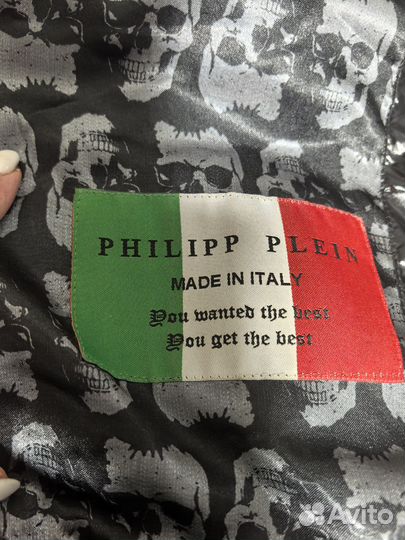 PHILIPP PLEIN
MADE IN ITALY
You wanted the best
You get the best
Avito